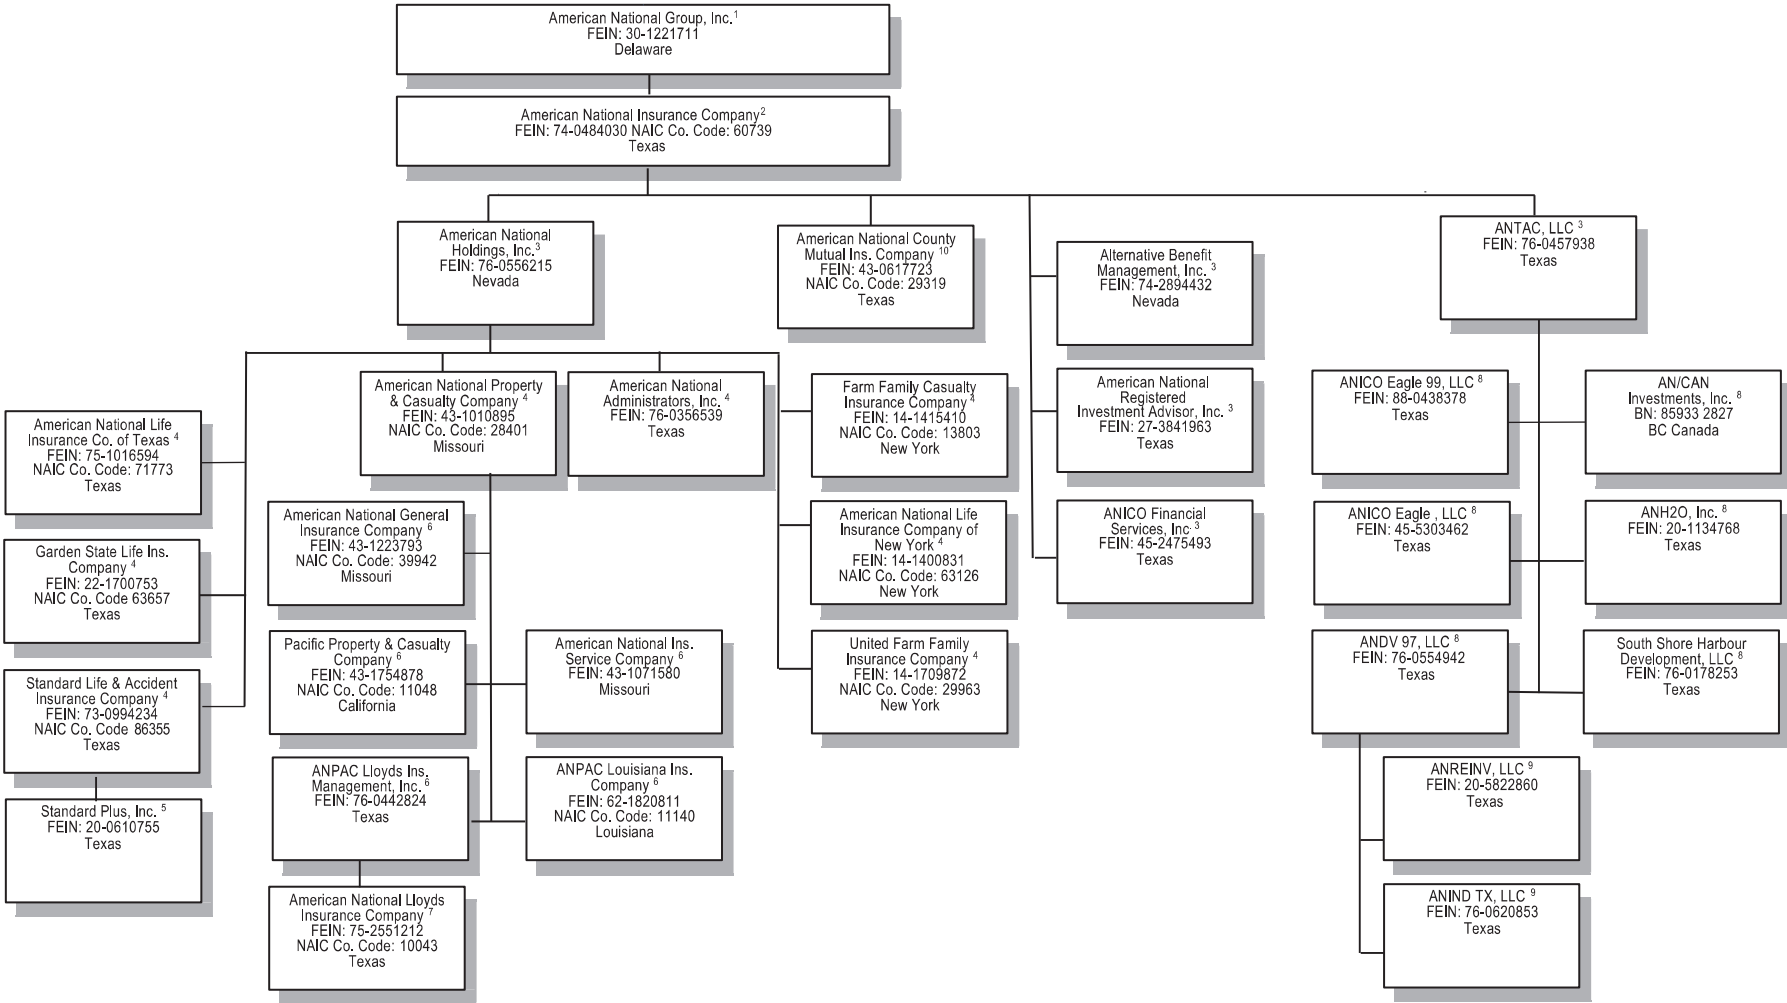 American National Group, Inc.¹
FEIN: 30-1221711
Delaware
American National Insurance Company²
FEIN: 74-0484030 NAIC Co. Code: 60739
Texas
American National
Holdings, Inc.³
FEIN: 76-0556215
Nevada
American National County
Mutual Ins. Company ¹⁰
FEIN: 43-0617723
NAIC Co. Code: 29319
Texas
Alternative Benefit
Management, Inc. ³
FEIN: 74-2894432
Nevada
ANTAC, LLC ³
FEIN: 76-0457938
Texas
American National Life
Insurance Co. of Texas ⁴
FEIN: 75-1016594
NAIC Co. Code: 71773
Texas
American National Property
& Casualty Company ⁴
FEIN: 43-1010895
NAIC Co. Code: 28401
Missouri
American National
Administrators, Inc. ⁴
FEIN: 76-0356539
Texas
Farm Family Casualty
Insurance Company ⁴
FEIN: 14-1415410
NAIC Co. Code: 13803
New York
American National
Registered
Investment Advisor, Inc. ³
FEIN: 27-3841963
Texas
ANICO Eagle 99, LLC ⁸
FEIN: 88-0438378
Texas
AN/CAN
Investments, Inc. ⁸
BN: 85933 2827
BC Canada
Garden State Life Ins.
Company ⁴
FEIN: 22-1700753
NAIC Co. Code 63657
Texas
American National General
Insurance Company ⁶
FEIN: 43-1223793
NAIC Co. Code: 39942
Missouri
American National Life
Insurance Company of
New York ⁴
FEIN: 14-1400831
NAIC Co. Code: 63126
New York
ANICO Financial
Services, Inc. ³
FEIN: 45-2475493
Texas
ANICO Eagle , LLC ⁸
FEIN: 45-5303462
Texas
ANH2O, Inc. ⁸
FEIN: 20-1134768
Texas
Standard Life & Accident
Insurance Company ⁴
FEIN: 73-0994234
NAIC Co. Code 86355
Texas
Pacific Property & Casualty
Company ⁶
FEIN: 43-1754878
NAIC Co. Code: 11048
California
American National Ins.
Service Company ⁶
FEIN: 43-1071580
Missouri
United Farm Family
Insurance Company ⁴
FEIN: 14-1709872
NAIC Co. Code: 29963
New York
ANDV 97, LLC ⁸
FEIN: 76-0554942
Texas
South Shore Harbour
Development, LLC ⁸
FEIN: 76-0178253
Texas
Standard Plus, Inc. ⁵
FEIN: 20-0610755
Texas
ANPAC Lloyds Ins.
Management, Inc. ⁶
FEIN: 76-0442824
Texas
ANPAC Louisiana Ins.
Company ⁶
FEIN: 62-1820811
NAIC Co. Code: 11140
Louisiana
ANREINV, LLC ⁹
FEIN: 20-5822860
Texas
American National Lloyds
Insurance Company ⁷
FEIN: 75-2551212
NAIC Co. Code: 10043
Texas
ANIND TX, LLC ⁹
FEIN: 76-0620853
Texas